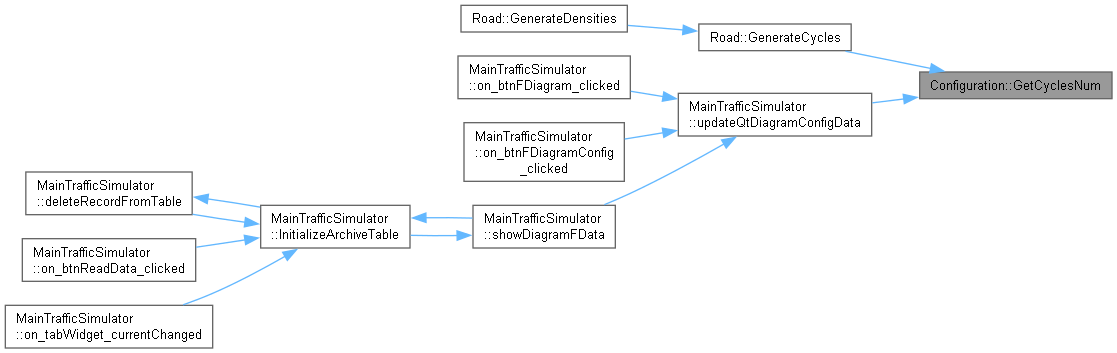 Road::GenerateDensities
Road::GenerateCycles
MainTrafficSimulator
::on_btnFDiagram_clicked
Configuration::GetCyclesNum
MainTrafficSimulator
::updateQtDiagramConfigData
MainTrafficSimulator
::on_btnFDiagramConfig
_clicked
MainTrafficSimulator
::deleteRecordFromTable
MainTrafficSimulator
::InitializeArchiveTable
MainTrafficSimulator
::showDiagramFData
MainTrafficSimulator
::on_btnReadData_clicked
MainTrafficSimulator
::on_tabWidget_currentChanged